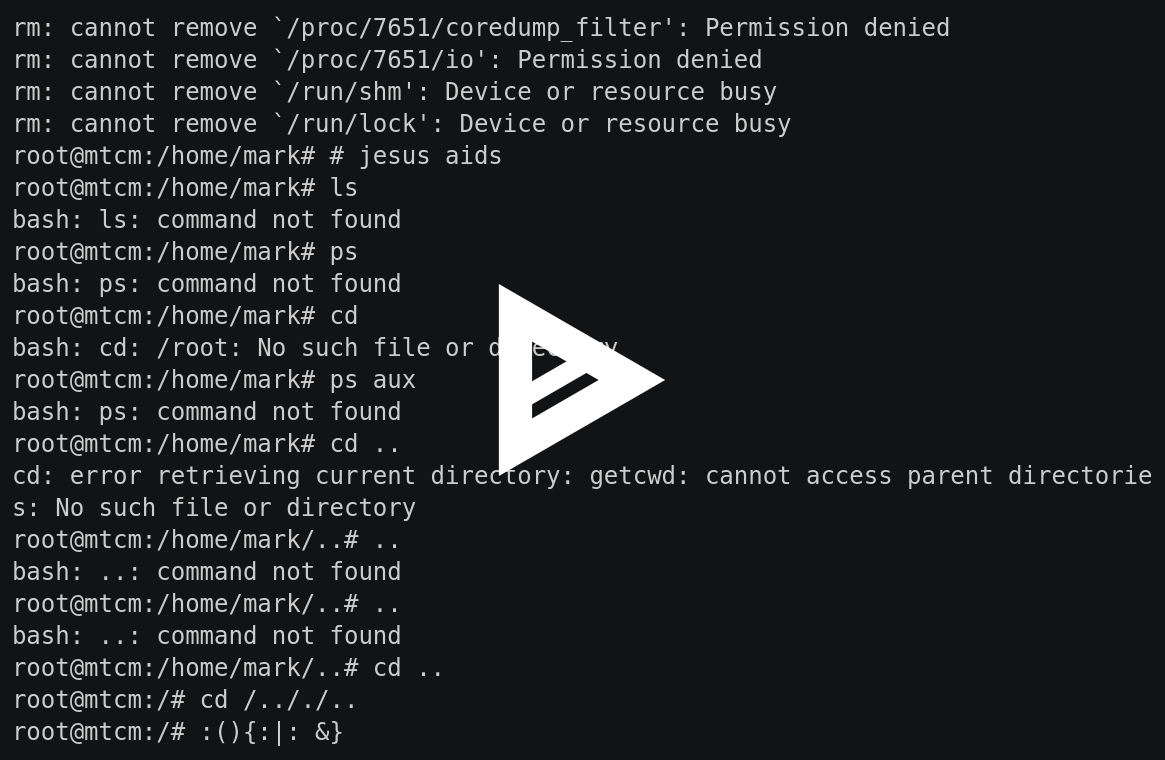 rm: cannot remove `/proc/7651/coredump_filter': Permission denied
rm: cannot remove `/proc/7651/io': Permission denied
rm: cannot remove `/run/shm': Device or resource busy
rm: cannot remove `/run/lock': Device or resource busy
root@mtcm:/home/mark# # jesus aids
root@mtcm:/home/mark# ls
bash: ls: command not found
root@mtcm:/home/mark# ps
bash: ps: command not found
root@mtcm:/home/mark# cd
bash: cd: /root: No such file or directory
root@mtcm:/home/mark# ps aux
bash: ps: command not found
root@mtcm:/home/mark# cd ..
cd: error retrieving current directory: getcwd: cannot access parent directorie
s: No such file or directory
root@mtcm:/home/mark/..# ..
bash: ..: command not found
root@mtcm:/home/mark/..# ..
bash: ..: command not found
root@mtcm:/home/mark/..# cd ..
root@mtcm:/# cd /.././..
root@mtcm:/# :(){:|: &}